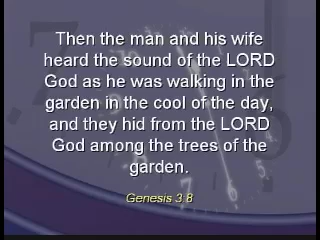 Then the man and his wife
heard the sound of the LORD
God as he was walking in the
garden in the cool of the day,
and they hid from the LORD
God among the trees of the
garden.
Genesis 3:8